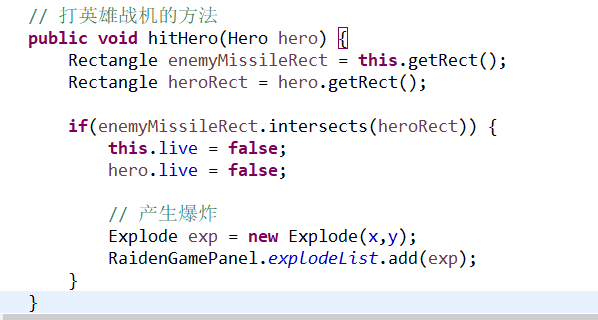 // 打英雄战机的方法
public void hitHero(Hero hero) {
    Rectangle enemyMissileRect = this.getRect();
    Rectangle heroRect = hero.getRect();

    if(enemyMissileRect.intersects(heroRect)) {
        this.live = false;
        hero.live = false;

        // 产生爆炸
        Explode exp = new Explode(x,y);
        RaidenGamePanel.explodeList.add(exp);
    }
}